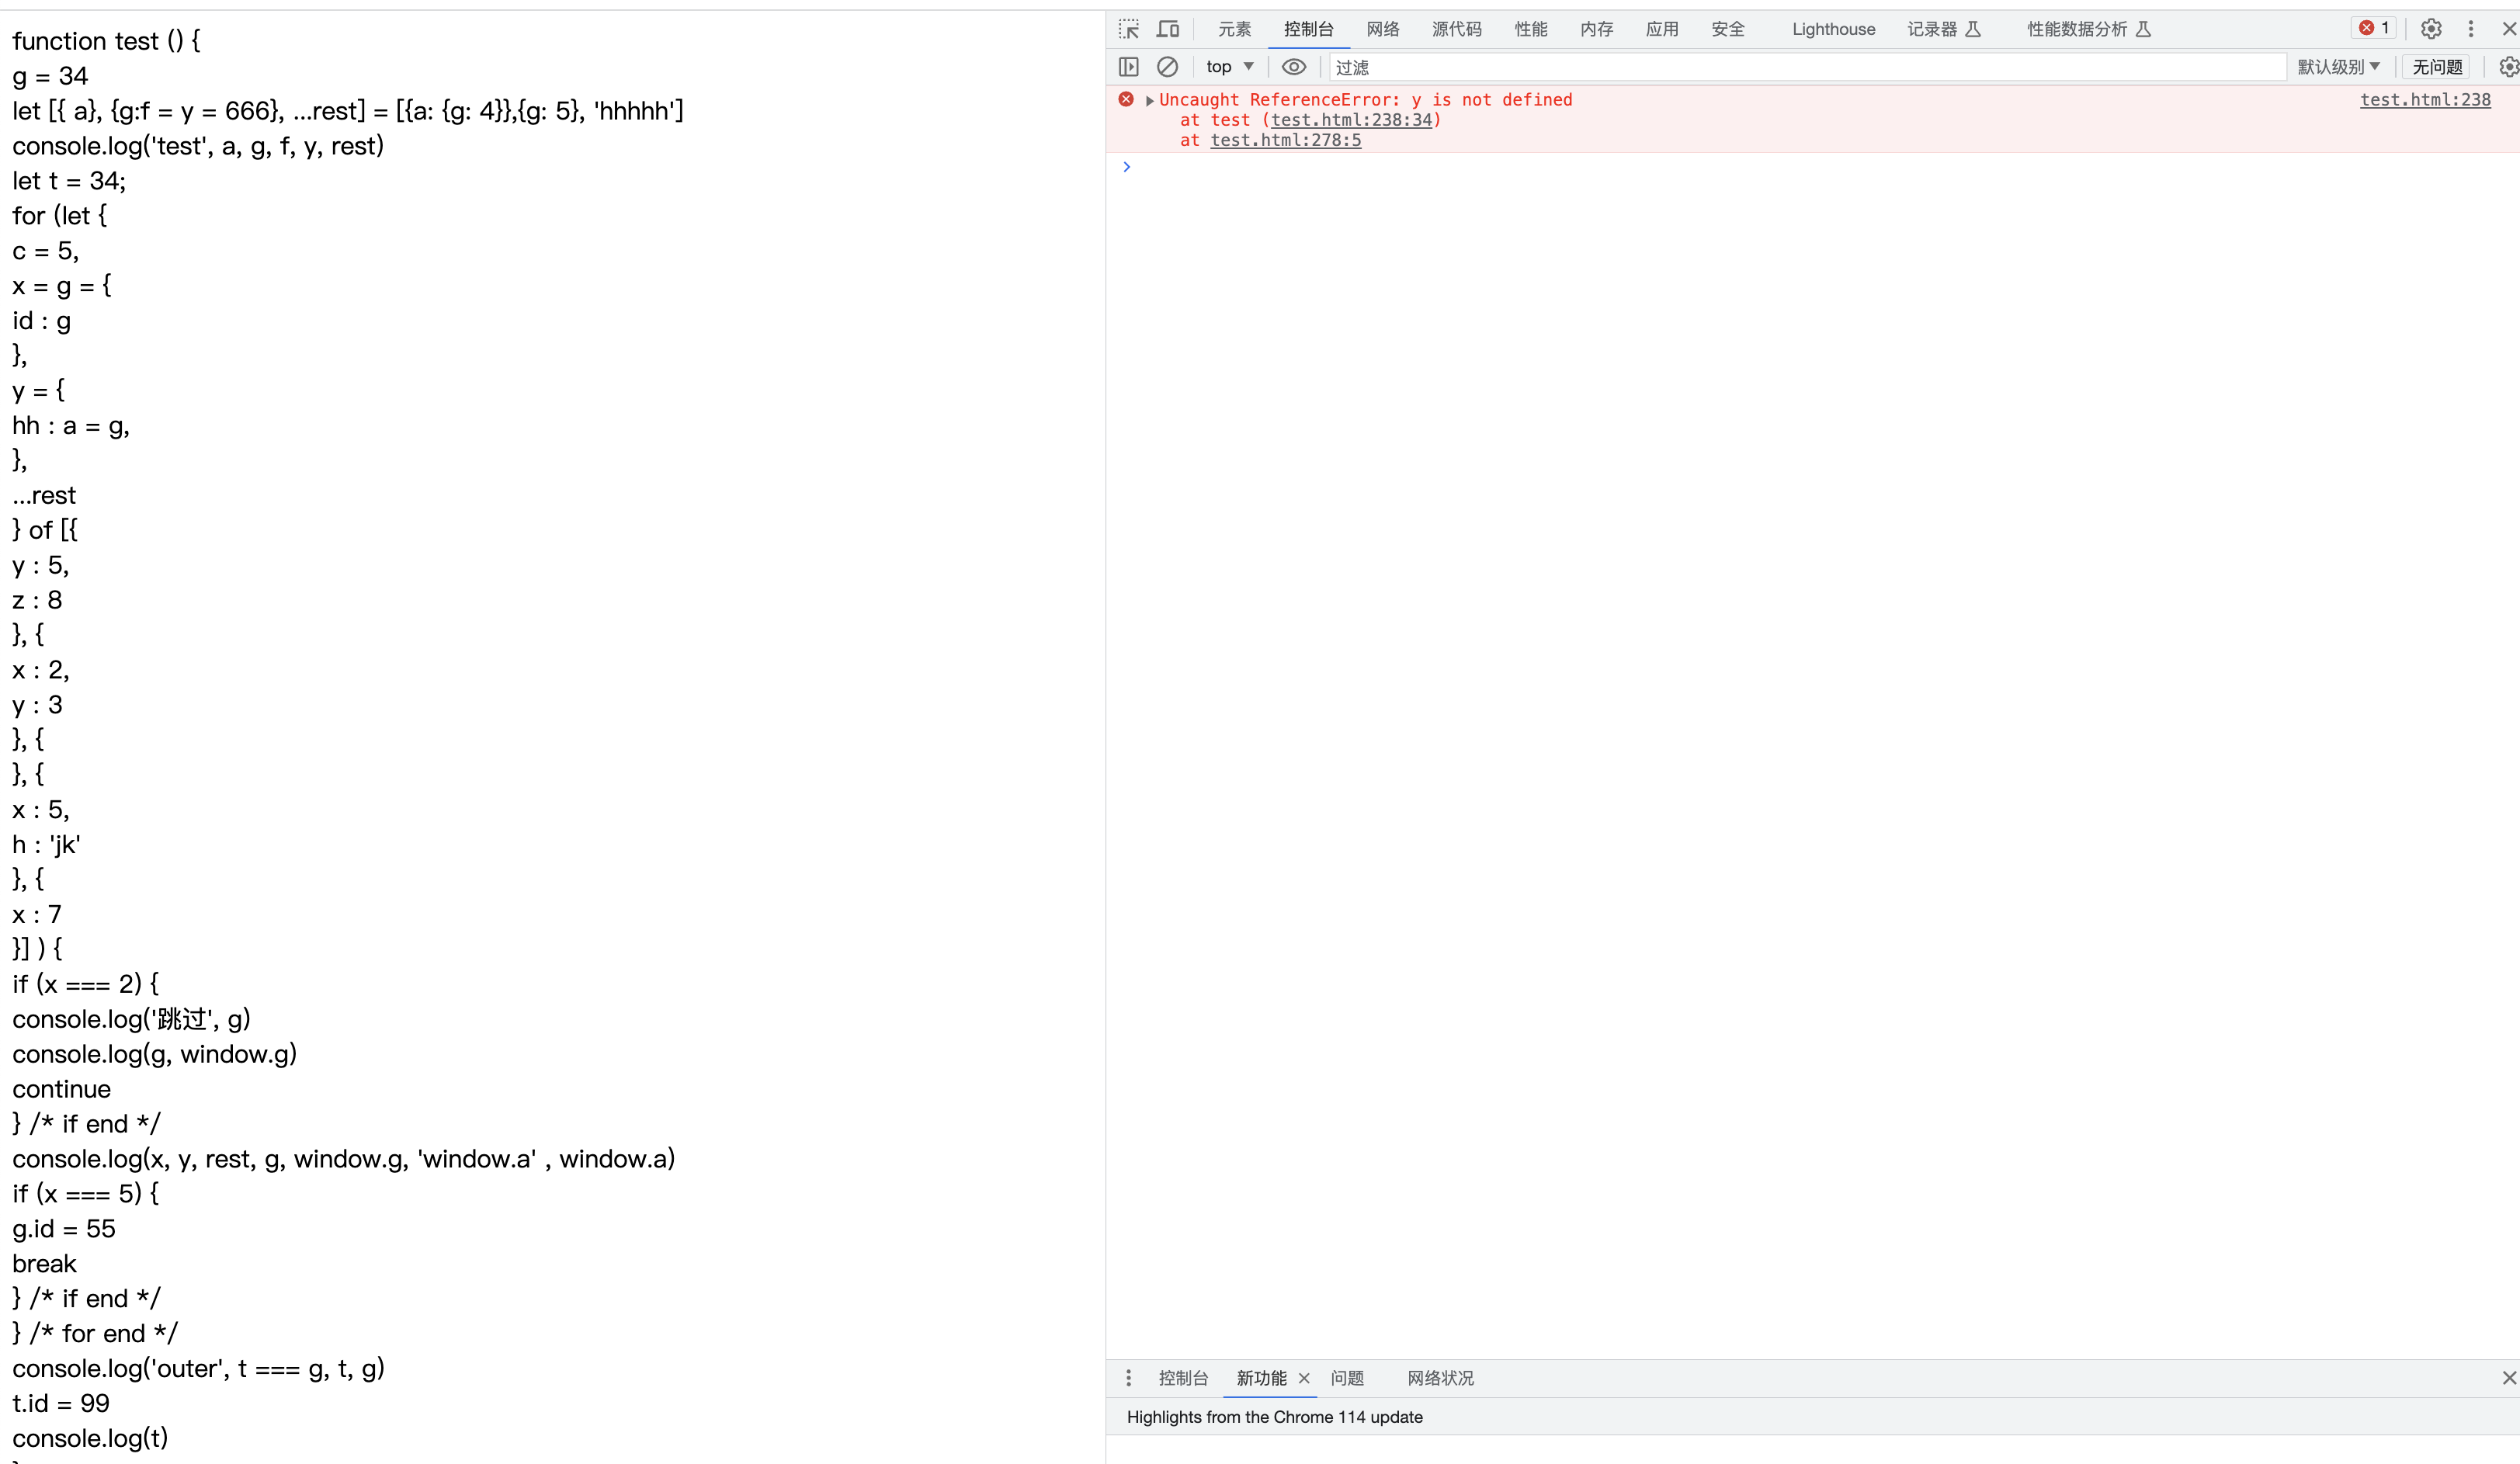 function test () {
g = 34
let [{ a}, {g:f = y = 666}, ...rest] = [{a: {g: 4}},{g: 5}, 'hhhhh']
console.log('test', a, g, f, y, rest)
let t = 34;
for (let {
c = 5,
x = g = {
id : g
},
y = {
hh : a = g,
},
...rest
} of [{
y : 5,
z : 8
}, {
x : 2,
y : 3
}, {
}, {
x : 5,
h : 'jk'
}, {
x : 7
}] ) {
if (x === 2) {
console.log('跳过', g)
console.log(g, window.g)
continue
} /* if end */
console.log(x, y, rest, g, window.g, 'window.a' , window.a)
if (x === 5) {
g.id = 55
break
} /* if end */
} /* for end */
console.log('outer', t === g, t, g)
t.id = 99
console.log(t)
元素 控制台 网络 源代码 性能 内存 应用 安全 Lighthouse 记录器 性能数据分析 1
top 过滤 默认级别 无问题
Uncaught ReferenceError: y is not defined test.html:238
at test (test.html:238:34)
at test.html:278:5
控制台 新功能 问题 网络状况
Highlights from the Chrome 114 update